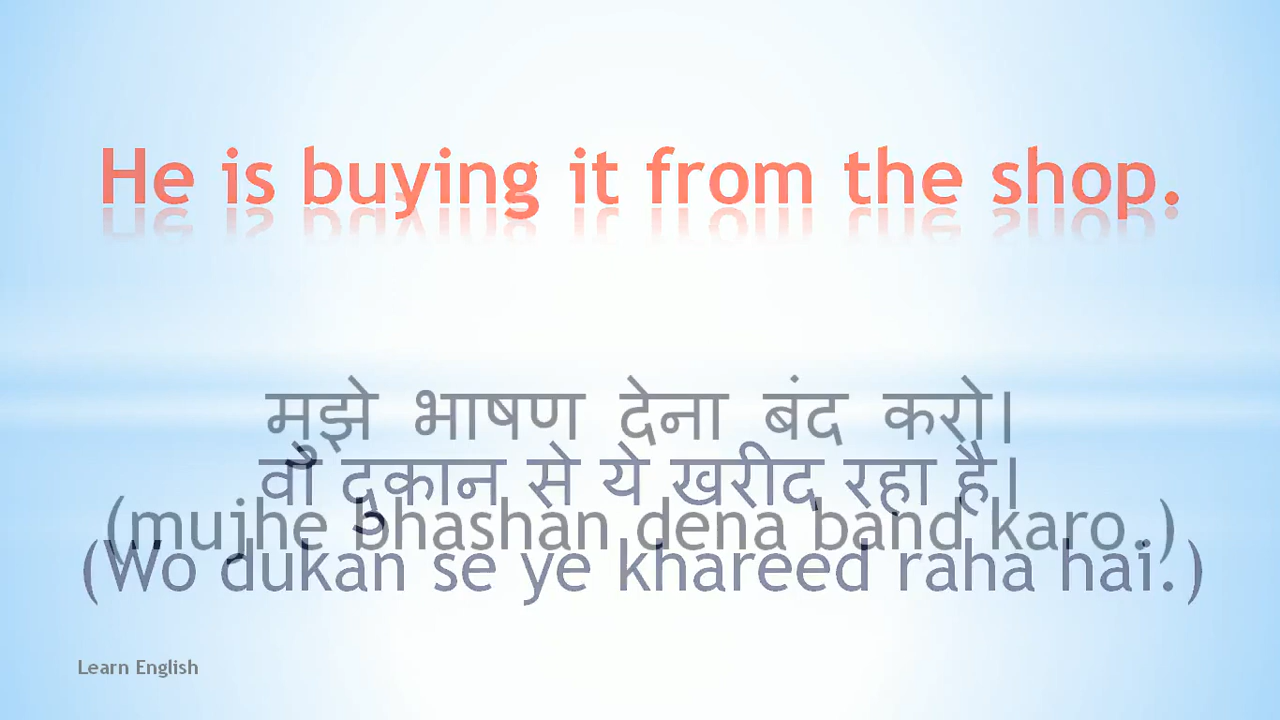 He is buying it from the shop.
मुझे भाषण देना बंद करो।
वो दुकान से ये खरीद रहा है।
(mujhe bhashan dena band karo.)
(Wo dukan se ye khareed raha hai.)
Learn English